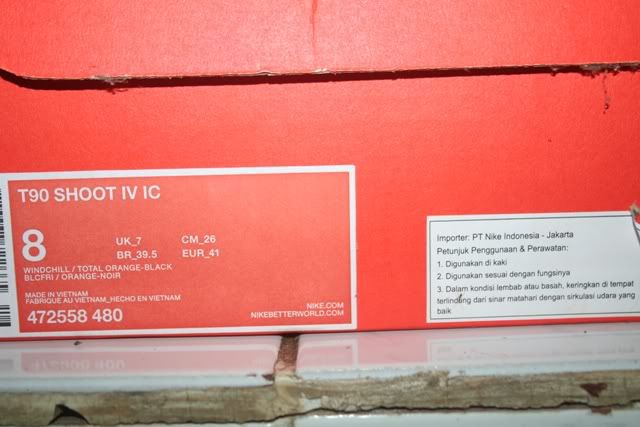 T90 SHOOT IV IC
8 UK_7 CM_26
BR_39.5 EUR_41
WINDCHILL / TOTAL ORANGE-BLACK
BLCFRI / ORANGE-NOIR
MADE IN VIETNAM
FABRIQUE AU VIETNAM_HECHO EN VIETNAM
472558 480
NIKE.COM
NIKEBETTERWORLD.COM
Importer: PT Nike Indonesia - Jakarta
Petunjuk Penggunaan & Perawatan:
1. Digunakan di kaki
2. Digunakan sesuai dengan fungsinya
3. Dalam kondisi lembab atau basah, keringkan di tempat
terlindung dari sinar matahari dengan sirkulasi udara yang
baik